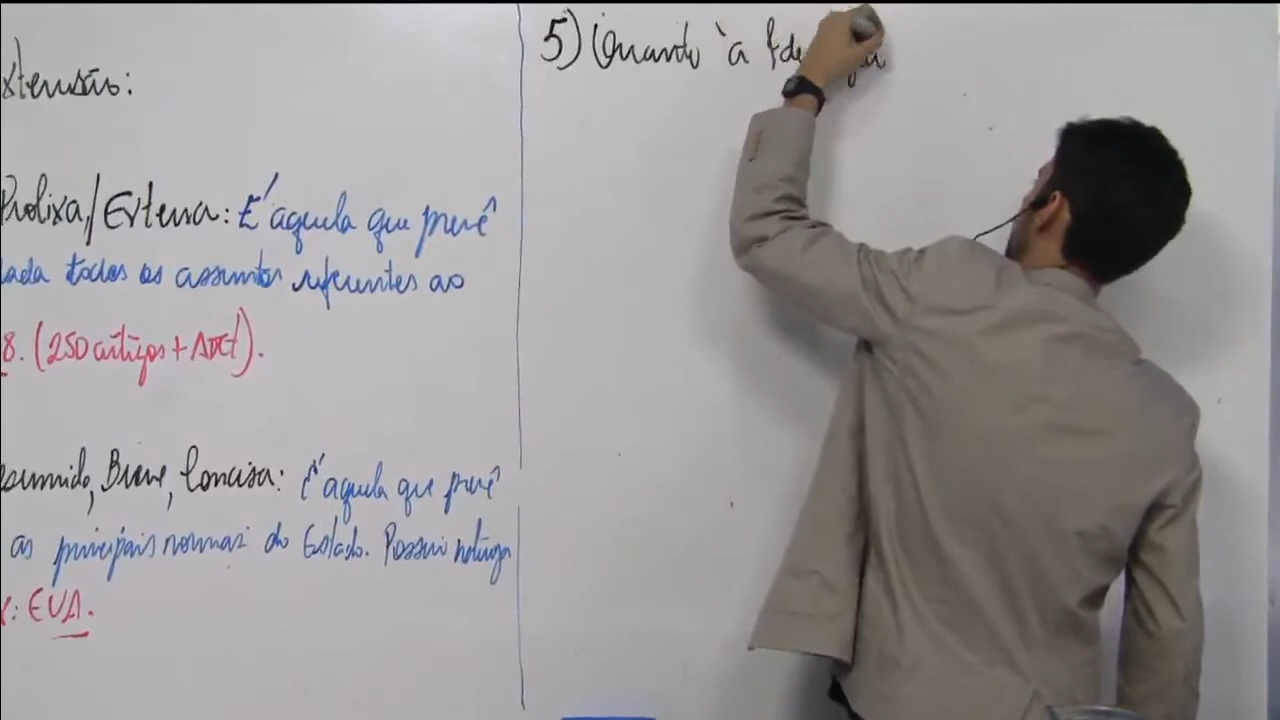 xtensão:
Prolixa/Extensa: É aquela que prevê
todos os assuntos referentes ao
8. (250 artigos + ADCT).
esumida, Breve, Concisa: É aquela que prevê
as principais normas do Estado. Possui
x: EUA.
5) Quanto à